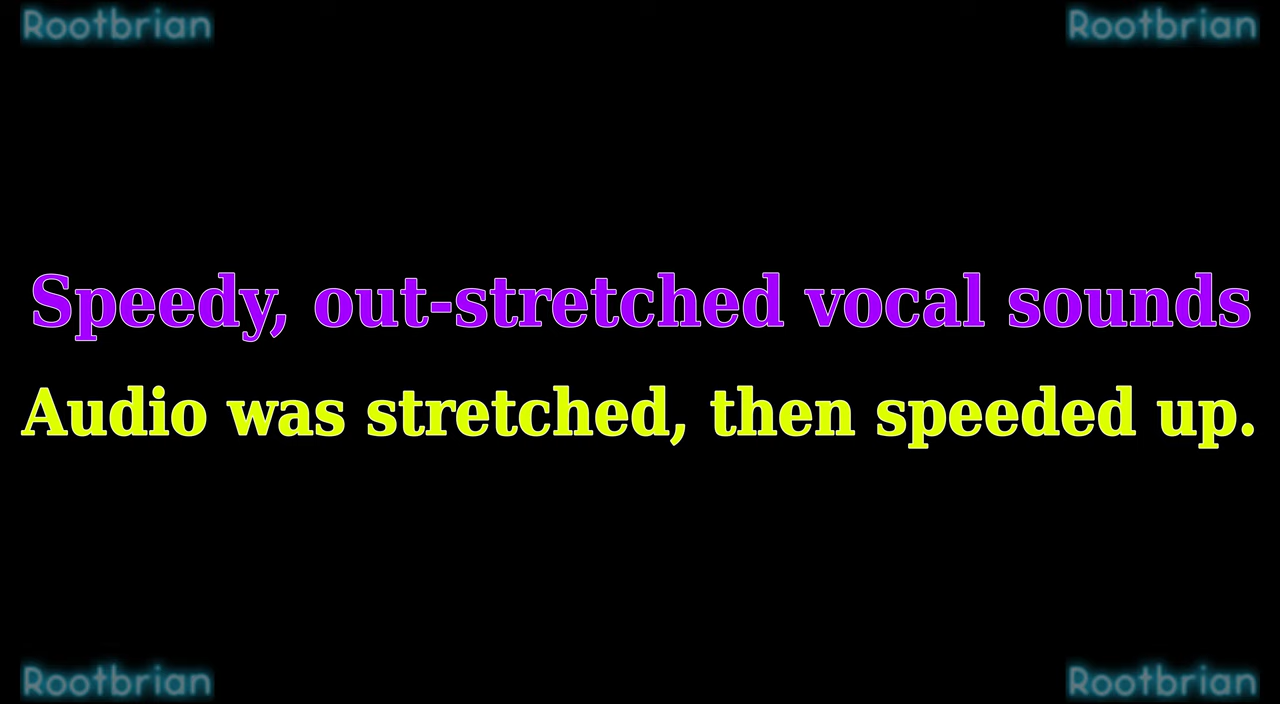 Rootbrian Rootbrian
Speedy, out-stretched vocal sounds
Audio was stretched, then speeded up.
Rootbrian Rootbrian